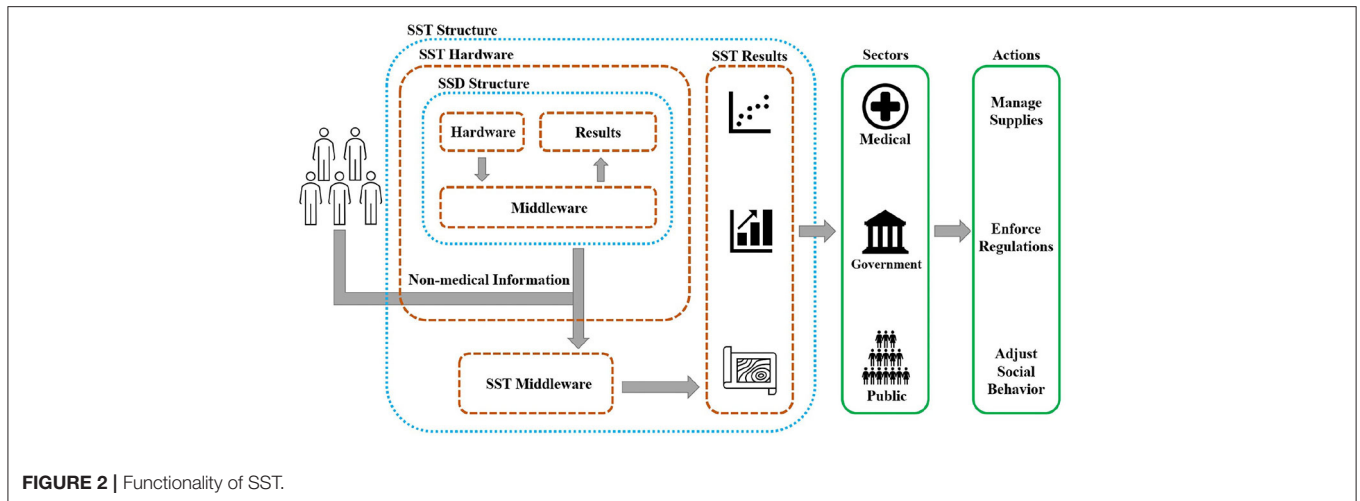 SST Structure
SST Hardware
SSD Structure
Hardware
Results
Middleware
Non-medical Information
SST Middleware
SST Results
Sectors
Medical
Government
Public
Actions
Manage
Supplies
Enforce
Regulations
Adjust
Social
Behavior
FIGURE 2 | Functionality of SST.